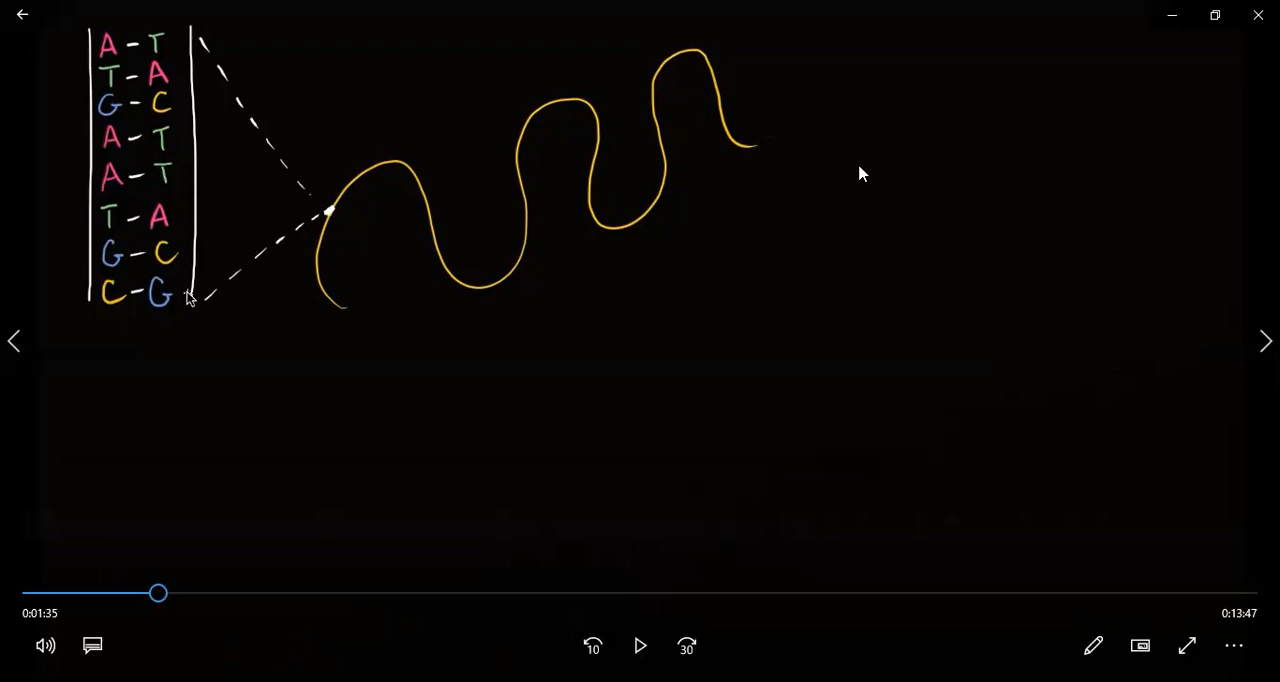 A - T
T - A
G - C
A - T
A - T
T - A
G - C
C - G
0:01:35
0:13:47
10
30